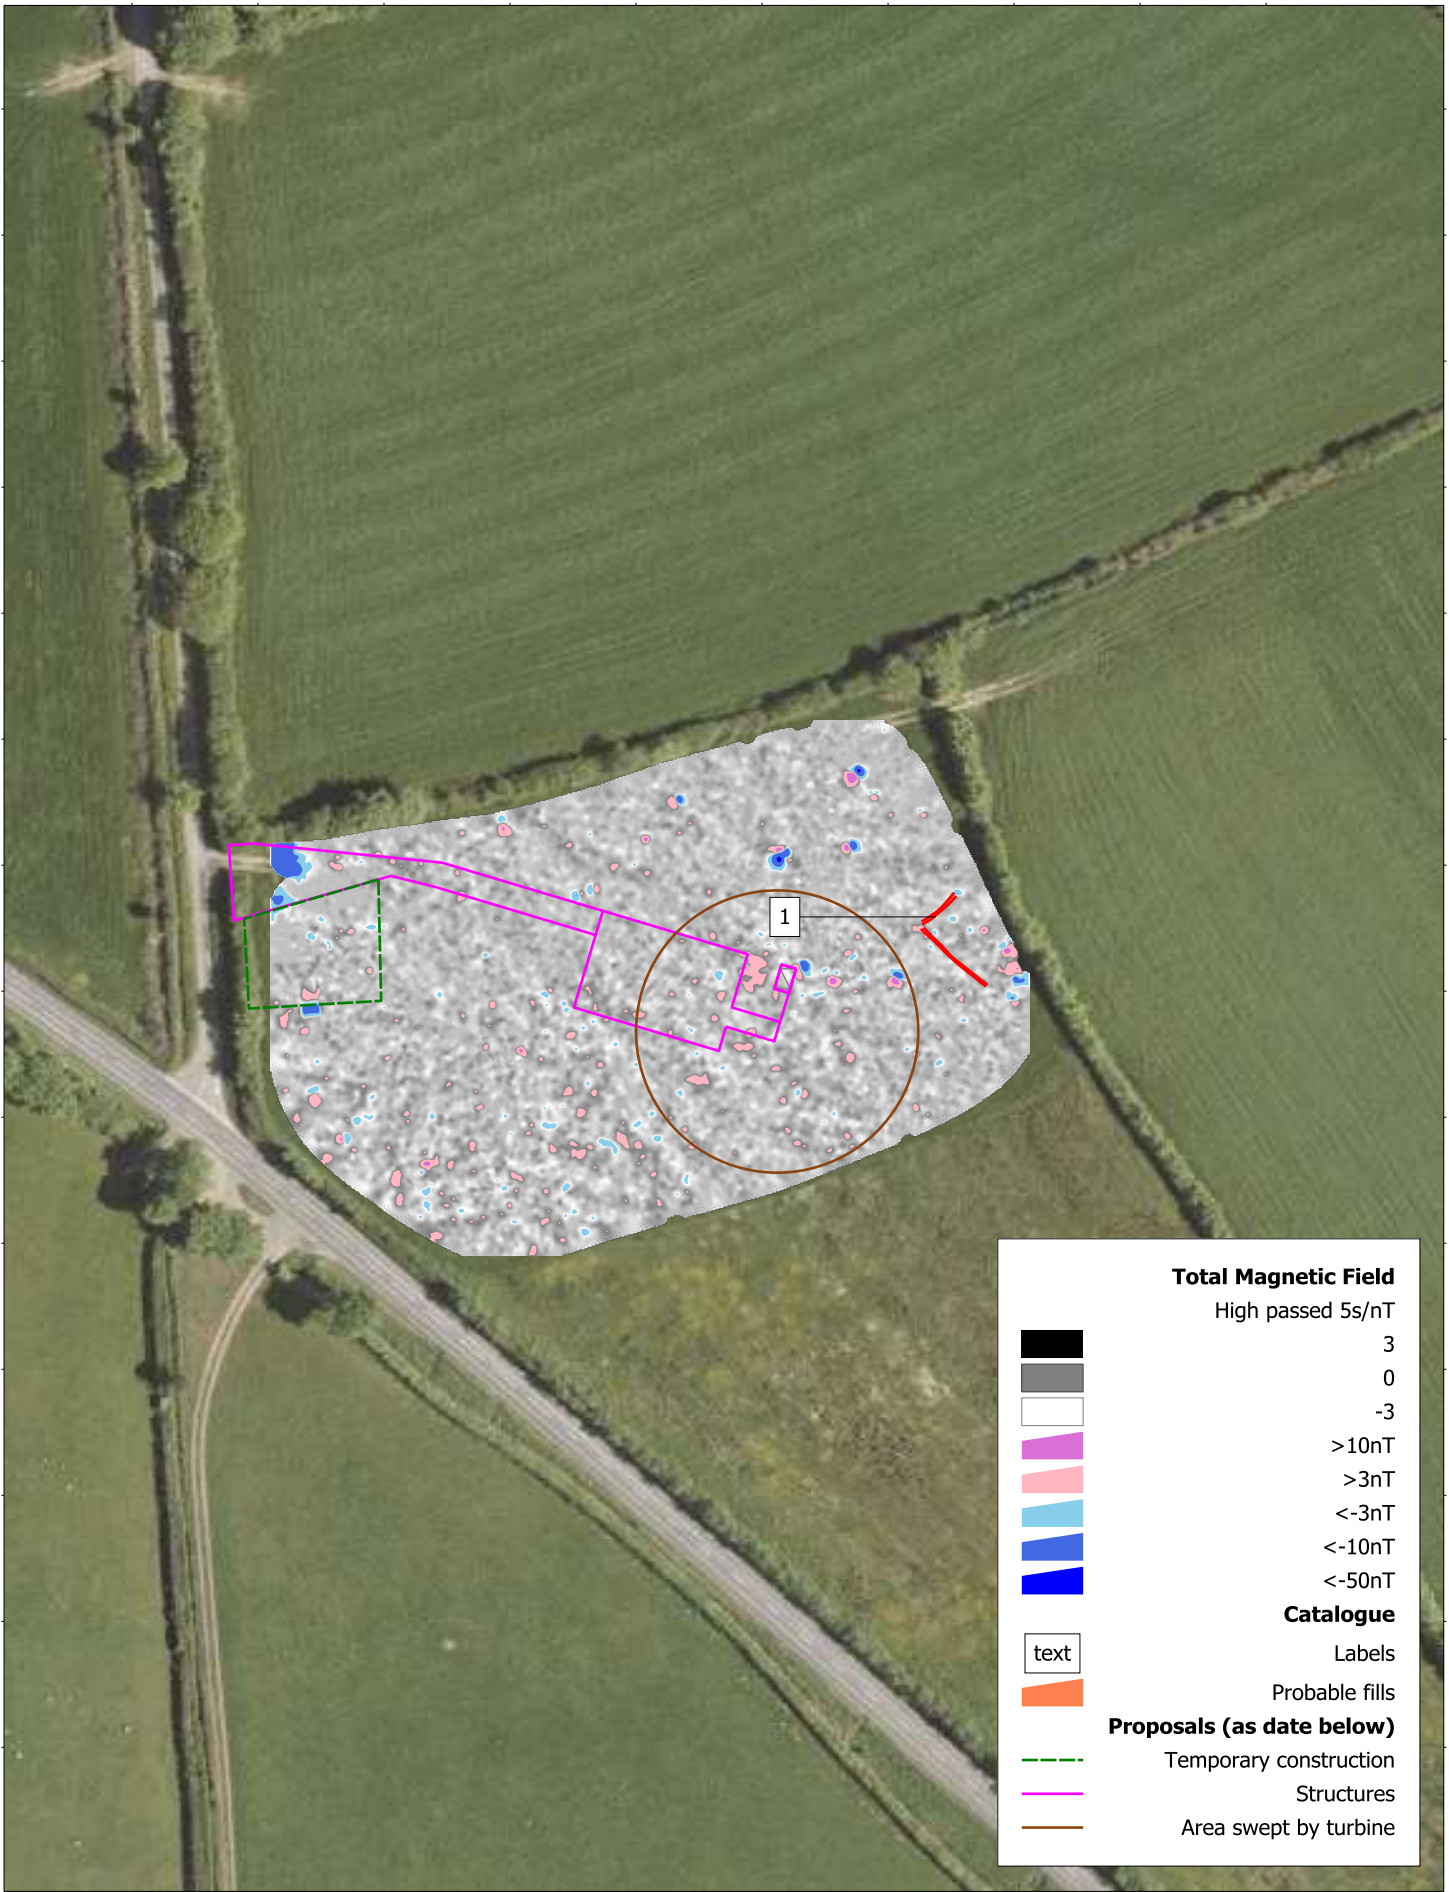 1
Total Magnetic Field
High passed 5s/nT
3
0
-3
>10nT
>3nT
<-3nT
<-10nT
<-50nT
Catalogue
text Labels
Probable fills
Proposals (as date below)
Temporary construction
Structures
Area swept by turbine